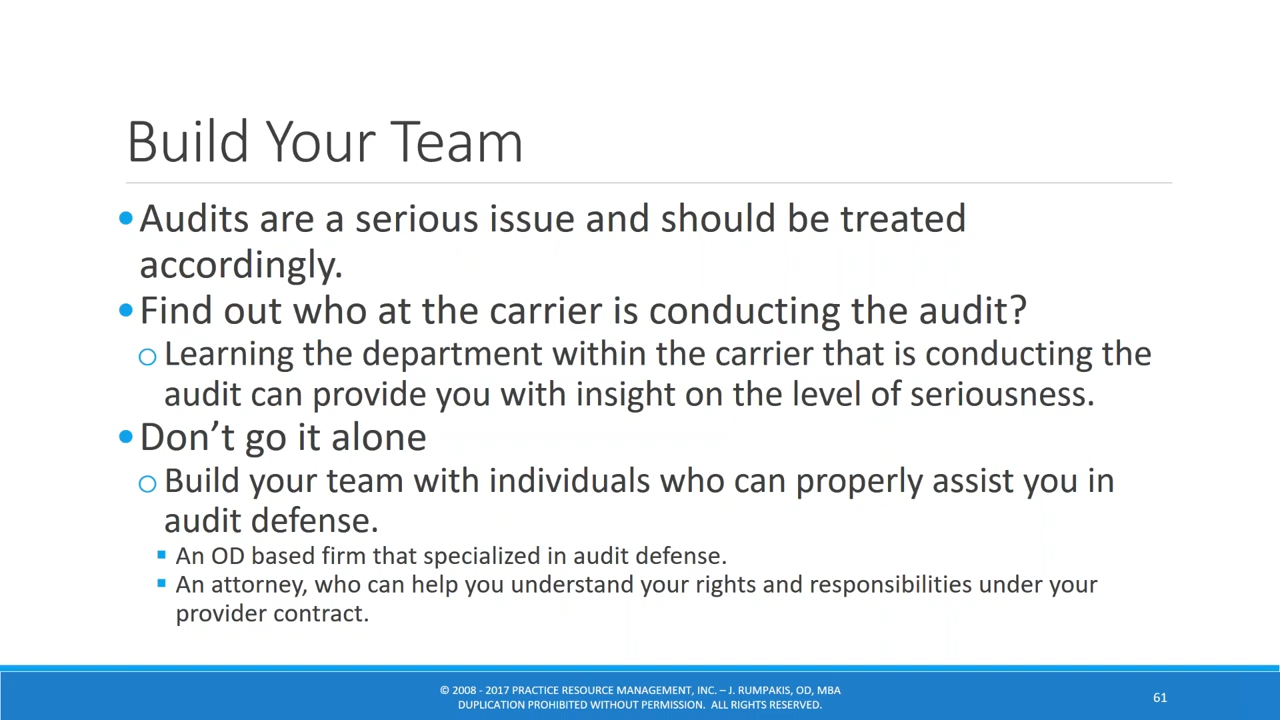 Build Your Team
•Audits are a serious issue and should be treated
accordingly.
•Find out who at the carrier is conducting the audit?
o Learning the department within the carrier that is conducting the
audit can provide you with insight on the level of seriousness.
•Don’t go it alone
o Build your team with individuals who can properly assist you in
audit defense.
▪ An OD based firm that specialized in audit defense.
▪ An attorney, who can help you understand your rights and responsibilities under your
provider contract.
© 2008 - 2017 PRACTICE RESOURCE MANAGEMENT, INC. – J. RUMPAKIS, OD, MBA
DUPLICATION PROHIBITED WITHOUT PERMISSION. ALL RIGHTS RESERVED.
61